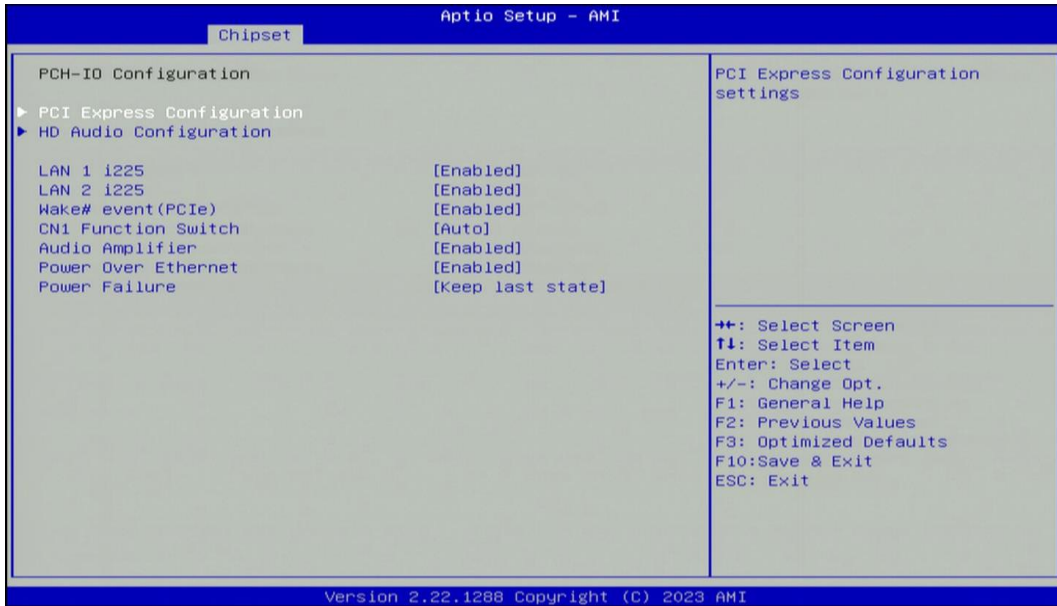 Aptio Setup – AMI
Chipset
PCH-IO Configuration
▶ PCI Express Configuration
▶ HD Audio Configuration
LAN 1 i225 [Enabled]
LAN 2 i225 [Enabled]
Wake# event(PCIe) [Enabled]
CN1 Function Switch [Auto]
Audio Amplifier [Enabled]
Power Over Ethernet [Enabled]
Power Failure [Keep last state]
PCI Express Configuration
settings
→←: Select Screen
↑↓: Select Item
Enter: Select
+/-: Change Opt.
F1: General Help
F2: Previous Values
F3: Optimized Defaults
F10:Save & Exit
ESC: Exit
Version 2.22.1288 Copyright (C) 2023 AMI